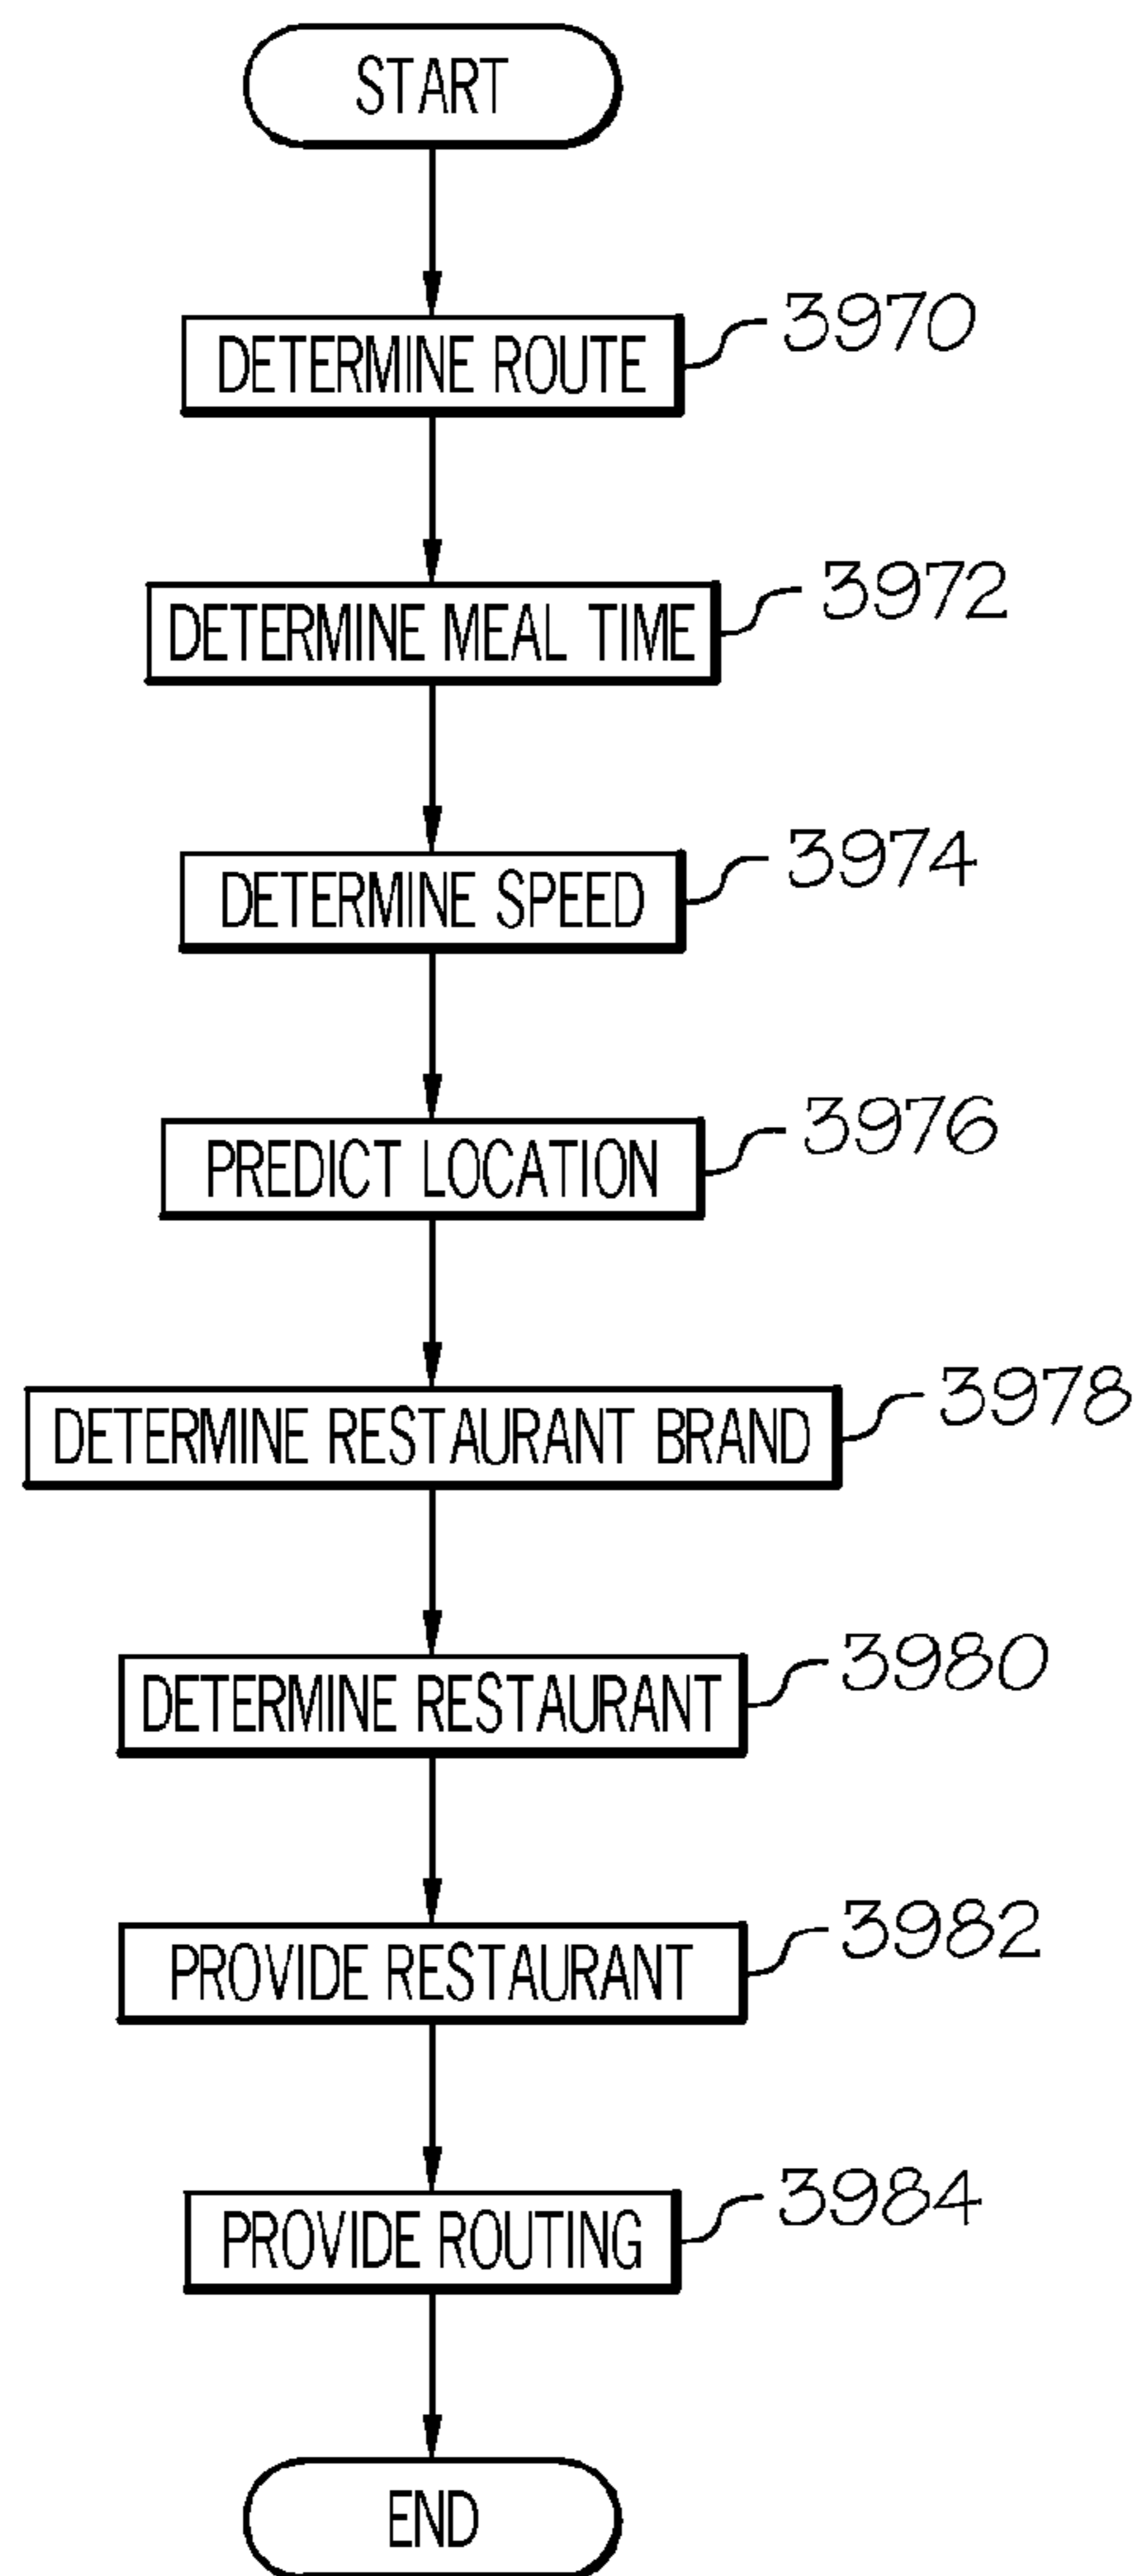 START
DETERMINE ROUTE
3970
DETERMINE MEAL TIME
3972
DETERMINE SPEED
3974
PREDICT LOCATION
3976
DETERMINE RESTAURANT BRAND
3978
DETERMINE RESTAURANT
3980
PROVIDE RESTAURANT
3982
PROVIDE ROUTING
3984
END